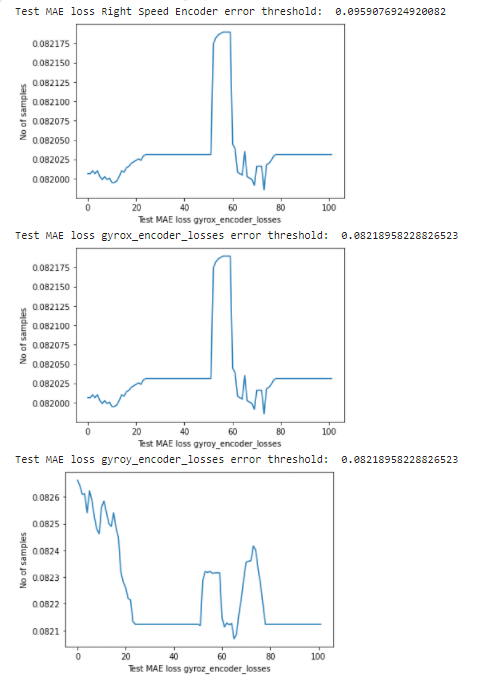 Test MAE loss Right Speed Encoder error threshold: 0.0959076924920082
0.082175
0.082150
0.082125
0.082100
0.082075
0.082050
0.082025
0.082000
No of samples
0 20 40 60 80 100
Test MAE loss gyrox_encoder_losses
Test MAE loss gyrox_encoder_losses error threshold: 0.08218958228826523
0.082175
0.082150
0.082125
0.082100
0.082075
0.082050
0.082025
0.082000
No of samples
0 20 40 60 80 100
Test MAE loss gyroy_encoder_losses
Test MAE loss gyroy_encoder_losses error threshold: 0.08218958228826523
0.0826
0.0825
0.0824
0.0823
0.0822
0.0821
No of samples
0 20 40 60 80 100
Test MAE loss gyroz_encoder_losses